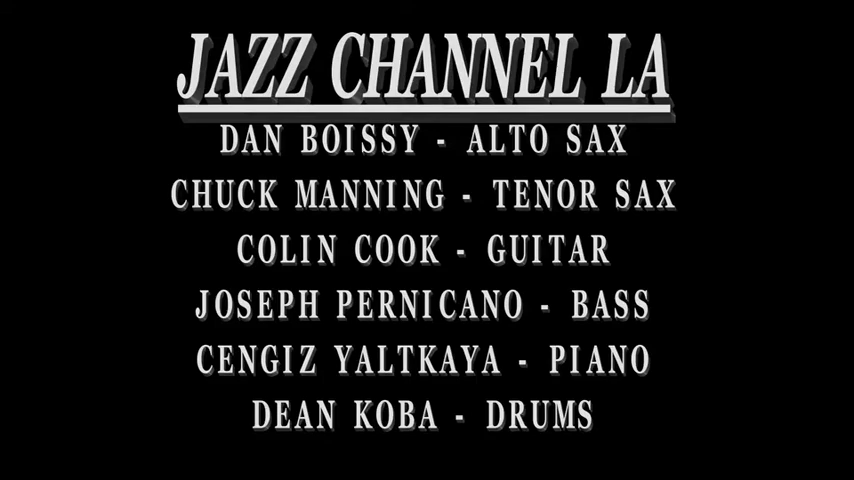 JAZZ CHANNEL LA
DAN BOISSY - ALTO SAX
CHUCK MANNING - TENOR SAX
COLIN COOK - GUITAR
JOSEPH PERNICANO - BASS
CENGIZ YALTKAYA - PIANO
DEAN KOBA - DRUMS